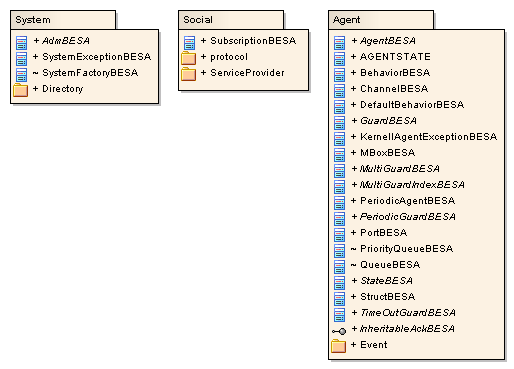 System
+ AdmBESA
+ SystemExceptionBESA
~ SystemFactoryBESA
+ Directory
Social
+ SubscriptionBESA
+ protocol
+ ServiceProvider
Agent
+ AgentBESA
+ AGENTSTATE
+ BehaviorBESA
+ ChannelBESA
+ DefaultBehaviorBESA
+ GuardBESA
+ KernellAgentExceptionBESA
+ MBoxBESA
+ MultiGuardBESA
+ MultiGuardIndexBESA
+ PeriodicAgentBESA
+ PeriodicGuardBESA
+ PortBESA
~ PriorityQueueBESA
~ QueueBESA
+ StateBESA
+ StructBESA
+ TimeOutGuardBESA
+ InheritableAckBESA
+ Event